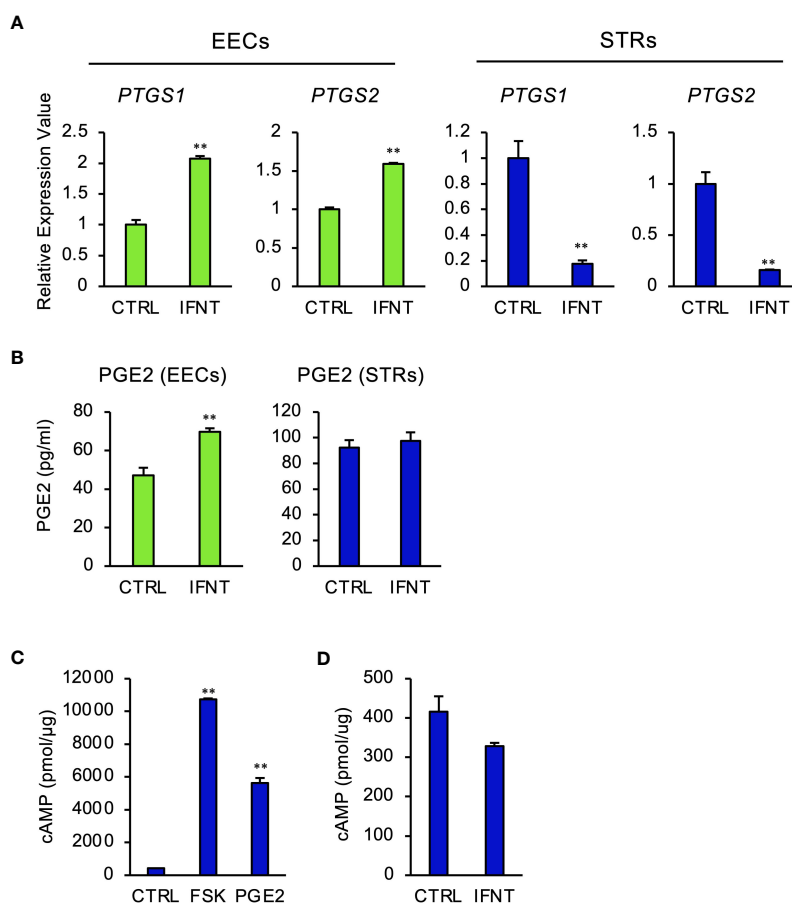 A
EECs STRs
PTGS1 PTGS2 PTGS1 PTGS2
Relative Expression Value
2.5
2
1.5
1
0.5
0
**
CTRL IFNT
2
1.5
1
0.5
0
**
CTRL IFNT
1.2
1
0.8
0.6
0.4
0.2
0
**
CTRL IFNT
1.5
1
0.5
0
**
CTRL IFNT
B
PGE2 (EECs) PGE2 (STRs)
PGE2 (pg/ml)
80
60
40
20
0
**
CTRL IFNT
120
100
80
60
40
20
0
CTRL IFNT
C
cAMP (pmol/µg)
12000
10000
8000
6000
4000
2000
0
**
**
CTRL FSK PGE2
D
cAMP (pmol/ug)
500
400
300
200
100
0
CTRL IFNT